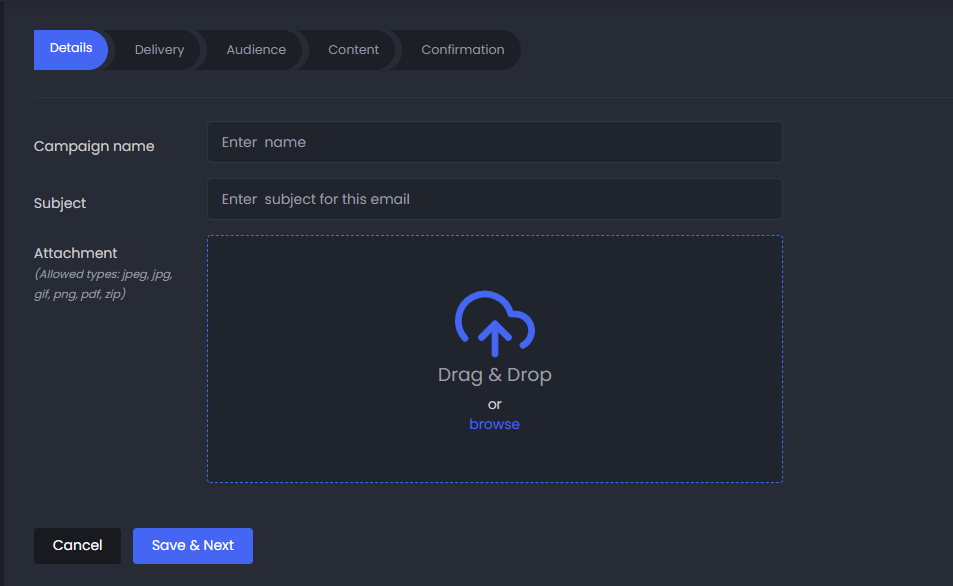 Details Delivery Audience Content Confirmation
Campaign name Enter name
Subject Enter subject for this email
Attachment
(Allowed types: jpeg, jpg,
gif, png, pdf, zip)
Drag & Drop
or
browse
Cancel Save & Next